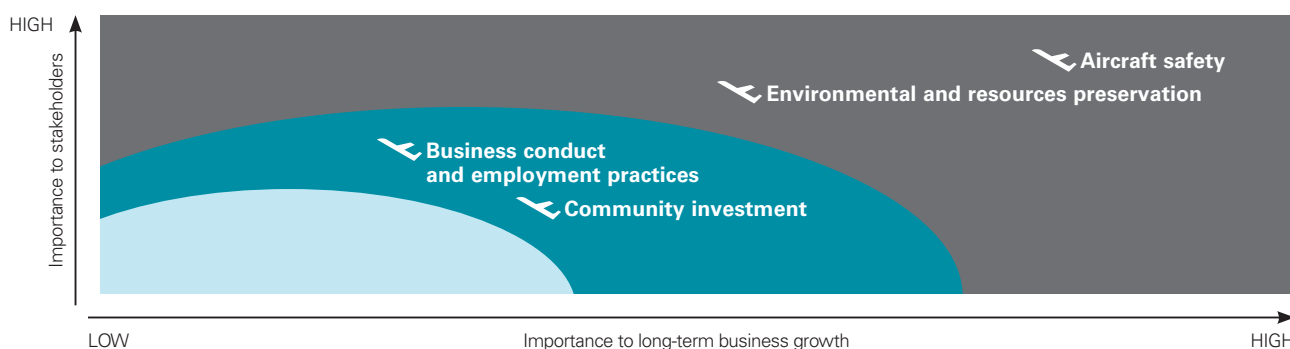 HIGH
Importance to stakeholders
Aircraft safety
Environmental and resources preservation
Business conduct
and employment practices
Community investment
LOW
Importance to long-term business growth
HIGH